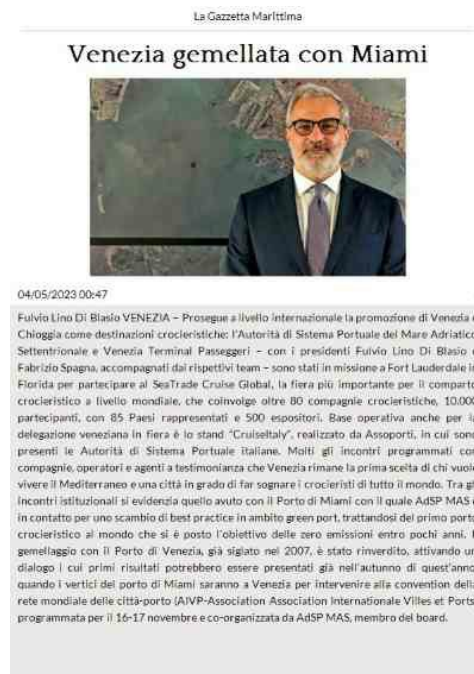 La Gazzetta Marittima
Venezia gemellata con Miami
04/05/2023 00:47
Fulvio Lino Di Blasio VENEZIA – Prosegue a livello internazionale la promozione di Venezia e
Chioggia come destinazioni crocieristiche: l'Autorità di Sistema Portuale del Mare Adriatico
Settentrionale e Venezia Terminal Passeggeri – con i presidenti Fulvio Lino Di Blasio e
Fabrizio Spagna, accompagnati dai rispettivi team – sono stati in missione a Fort Lauderdale in
Florida per partecipare al SeaTrade Cruise Global, la fiera più importante per il comparto
crocieristico a livello mondiale, che coinvolge oltre 80 compagnie crocieristiche, 10.000
partecipanti, con 85 Paesi rappresentati e 500 espositori. Base operativa anche per la
delegazione veneziana in fiera è lo stand "CruiseItaly", realizzato da Assoporti, in cui sono
presenti le Autorità di Sistema Portuale italiane. Molti gli incontri programmati con
compagnie, operatori e agenti a testimonianza che Venezia rimane la prima scelta di chi vuole
vivere il Mediterraneo e una città in grado di far sognare i crocieristi di tutto il mondo. Tra gli
incontri istituzionali si evidenzia quello avuto con il Porto di Miami con il quale AdSP MAS è
in contatto per uno scambio di best practice in ambito green port, trattandosi del primo porto
crocieristico al mondo che si è posto l'obiettivo delle zero emissioni entro pochi anni. Il
gemellaggio con il Porto di Venezia, già siglato nel 2007, è stato rinverdito, attivando un
dialogo i cui primi risultati potrebbero essere presentati già nell'autunno di quest'anno,
quando i vertici del porto di Miami saranno a Venezia per intervenire alla convention della
rete mondiale delle città-porto (AIVP-Association Association Internationale Villes et Ports)
programmata per il 16-17 novembre e co-organizzata da AdSP MAS, membro del board.